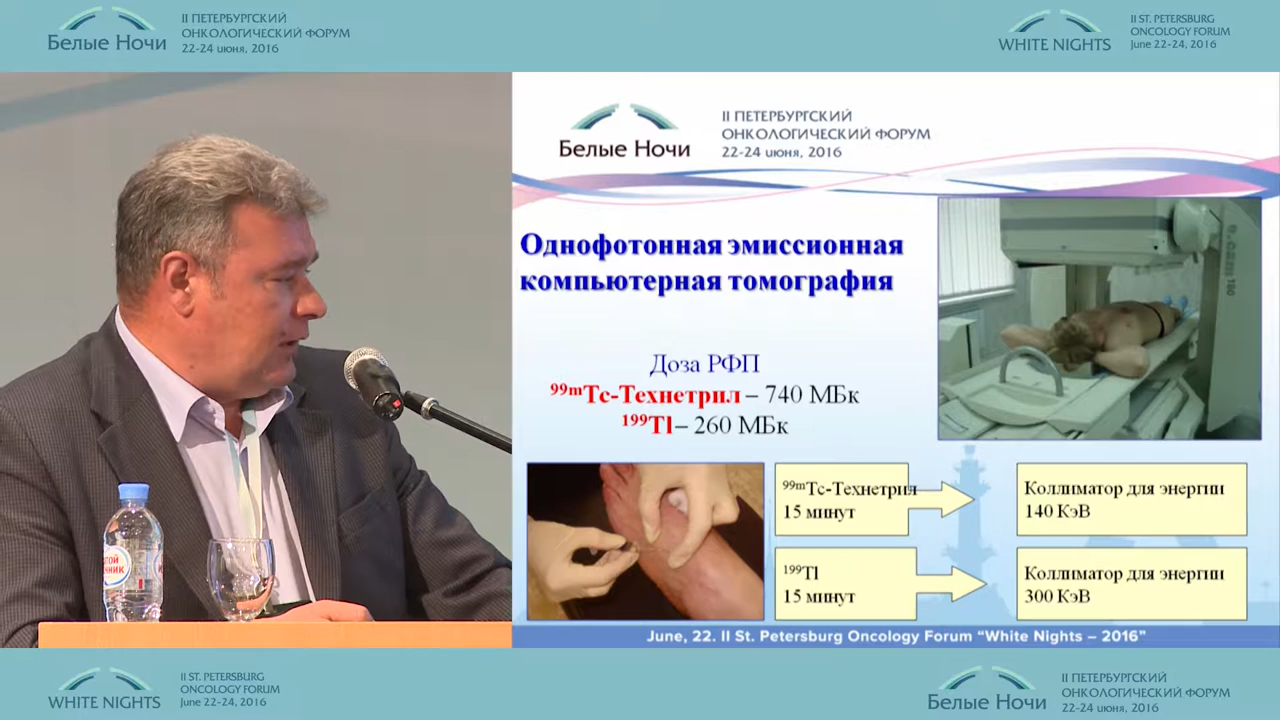 II ПЕТЕРБУРГСКИЙ
ОНКОЛОГИЧЕСКИЙ ФОРУМ
Белые Ночи
22-24 июня, 2016
II ST. PETERSBURG
ONCOLOGY FORUM
WHITE NIGHTS
June 22-24, 2016
II ПЕТЕРБУРГСКИЙ
ОНКОЛОГИЧЕСКИЙ ФОРУМ
Белые Ночи
22-24 июня, 2016
Однофотонная эмиссионная
компьютерная томография
Доза РФП
⁹⁹ᵐТс-Технетрил – 740 МБк
¹⁹⁹Tl – 260 МБк
⁹⁹ᵐТс-Технетрил
15 минут
Коллиматор для энергии
140 КэВ
¹⁹⁹Tl
15 минут
Коллиматор для энергии
300 КэВ
June, 22. II St. Petersburg Oncology Forum “White Nights – 2016”
II ST. PETERSBURG
ONCOLOGY FORUM
WHITE NIGHTS
June 22-24, 2016
II ПЕТЕРБУРГСКИЙ
ОНКОЛОГИЧЕСКИЙ ФОРУМ
Белые Ночи
22-24 июня, 2016